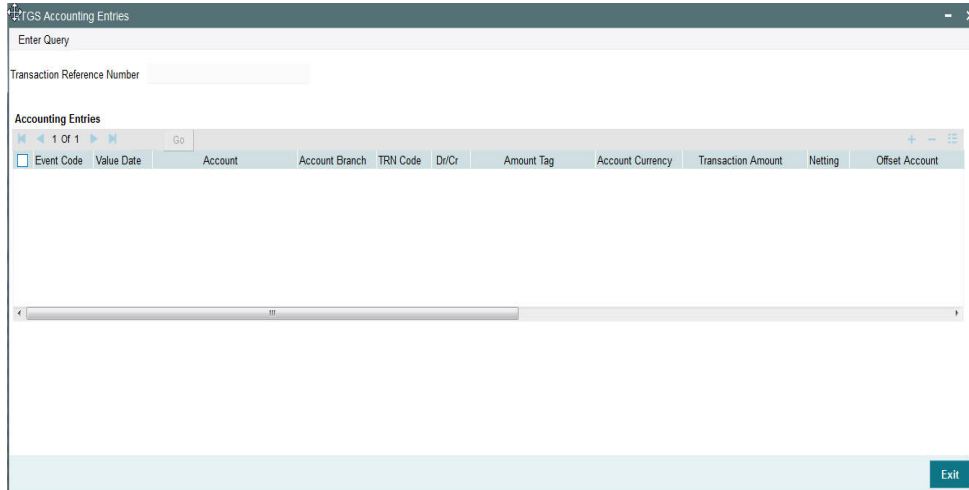 RTGS Accounting Entries
Enter Query
Transaction Reference Number
Accounting Entries
1 Of 1 Go
Event Code Value Date Account Account Branch TRN Code Dr/Cr Amount Tag Account Currency Transaction Amount Netting Offset Account
Exit